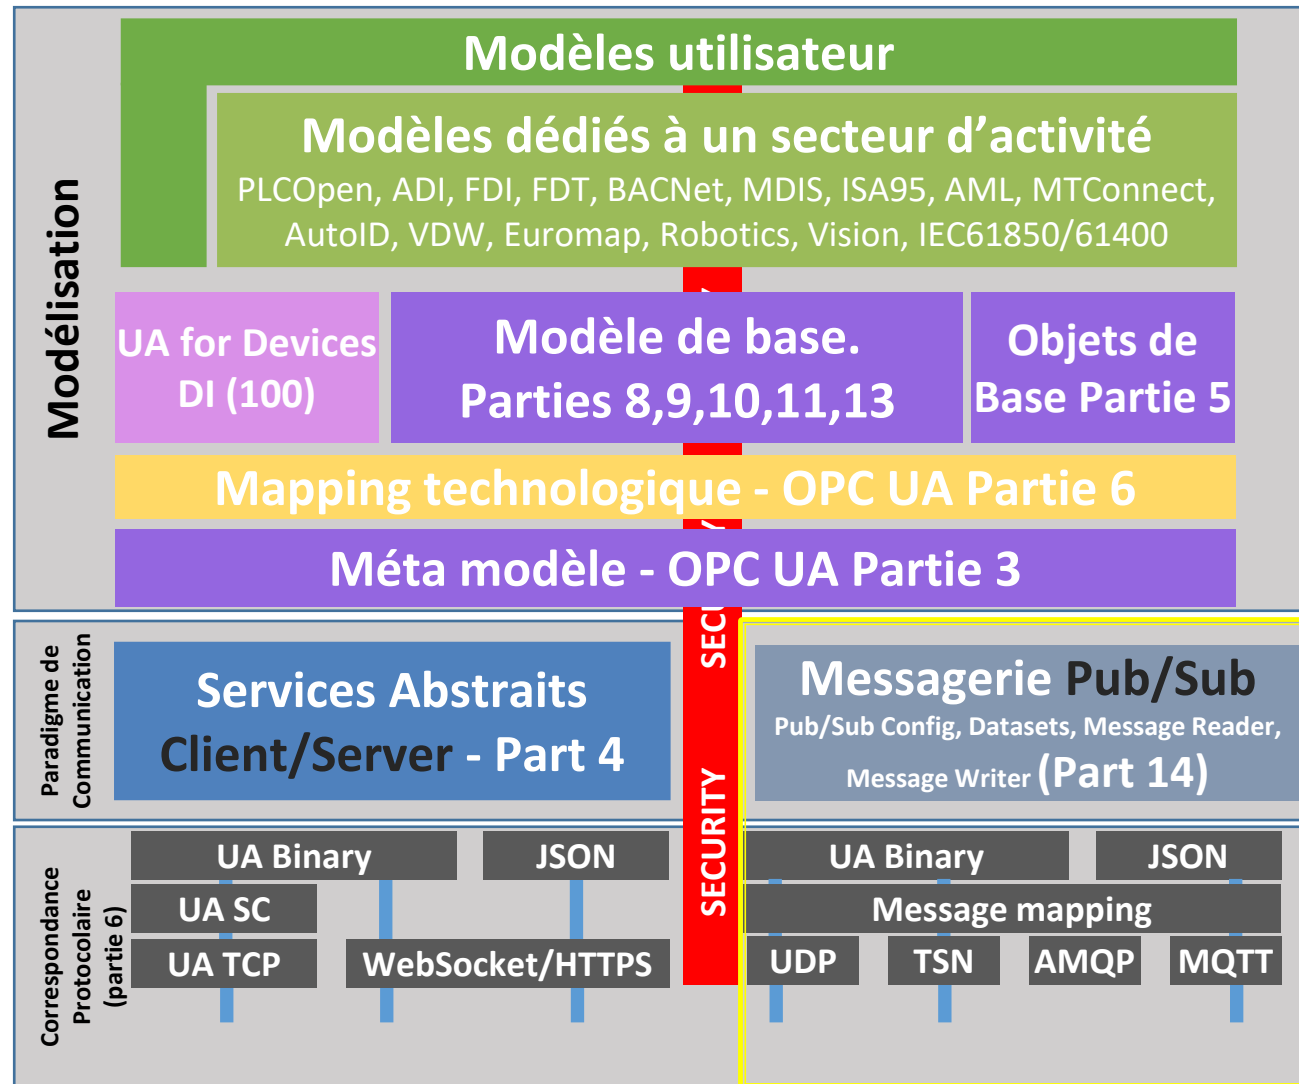 Modélisation
Modèles utilisateur
Modèles dédiés à un secteur d’activité
PLCOpen, ADI, FDI, FDT, BACNet, MDIS, ISA95, AML, MTConnect,
AutoID, VDW, Euromap, Robotics, Vision, IEC61850/61400
UA for Devices
DI (100)
Modèle de base.
Parties 8,9,10,11,13
Objets de
Base Partie 5
Mapping technologique - OPC UA Partie 6
Méta modèle - OPC UA Partie 3
Paradigme de
Communication
Services Abstraits
Client/Server - Part 4
SECURITY
Messagerie Pub/Sub
Pub/Sub Config, Datasets, Message Reader,
Message Writer (Part 14)
Correspondance
Protocolaire
(partie 6)
UA Binary
JSON
UA SC
UA TCP
WebSocket/HTTPS
UA Binary
JSON
Message mapping
UDP
TSN
AMQP
MQTT